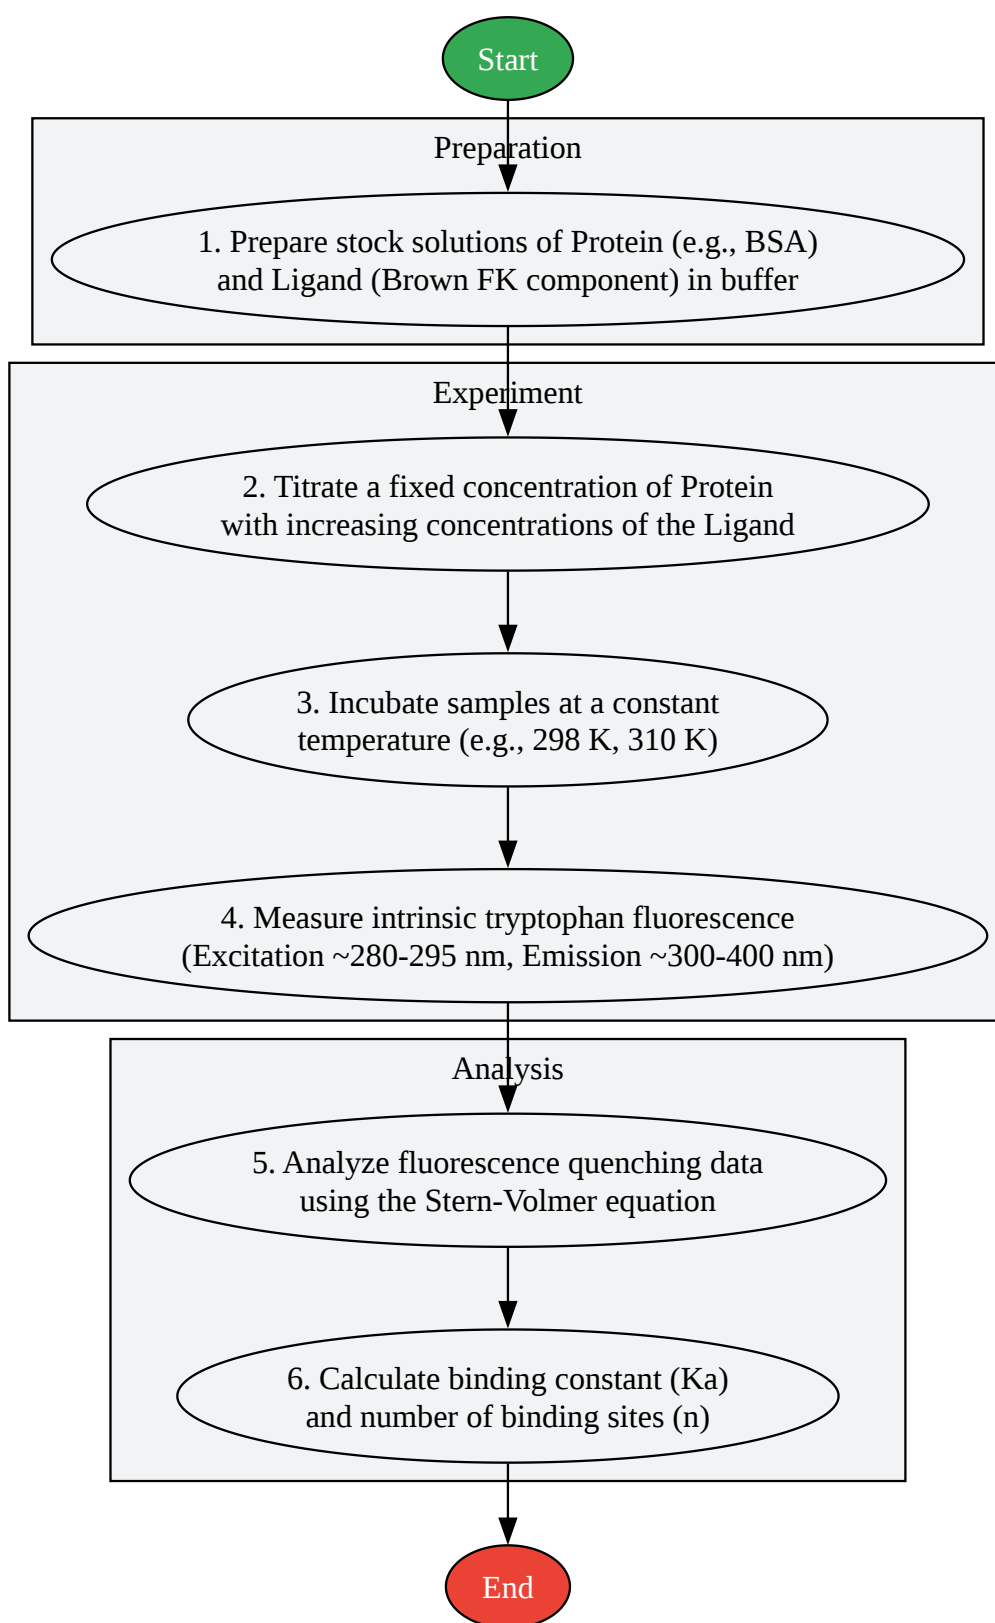 Start
Preparation
1. Prepare stock solutions of Protein (e.g., BSA)
and Ligand (Brown FK component) in buffer
Experiment
2. Titrate a fixed concentration of Protein
with increasing concentrations of the Ligand
3. Incubate samples at a constant
temperature (e.g., 298 K, 310 K)
4. Measure intrinsic tryptophan fluorescence
(Excitation ~280-295 nm, Emission ~300-400 nm)
Analysis
5. Analyze fluorescence quenching data
using the Stern-Volmer equation
6. Calculate binding constant (Ka)
and number of binding sites (n)
End